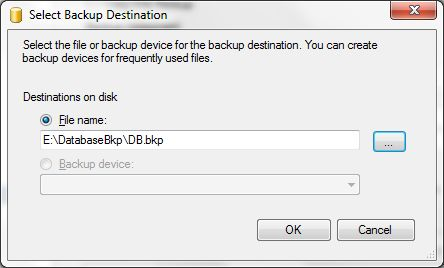 Select Backup Destination
Select the file or backup device for the backup destination. You can create
backup devices for frequently used files.
Destinations on disk
File name:
E:\DatabaseBkp\DB.bkp
...
Backup device:
OK
Cancel